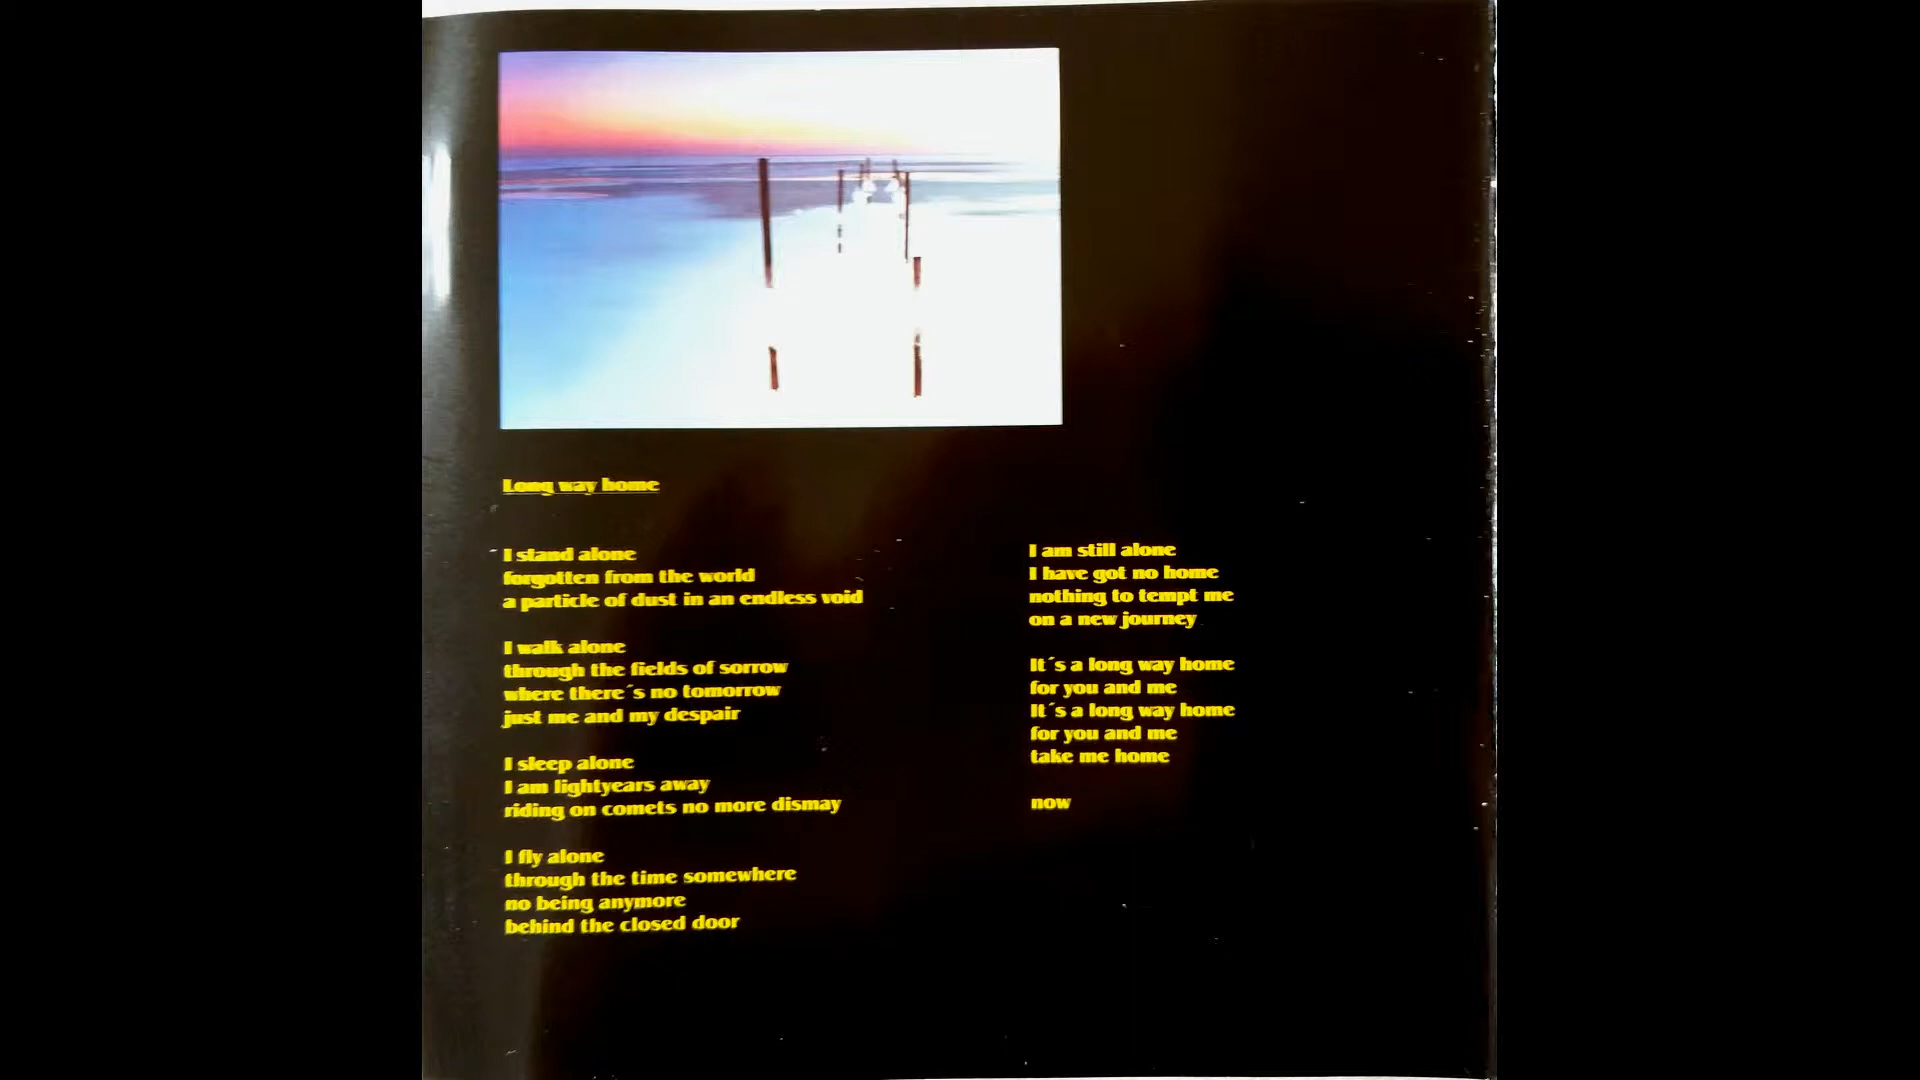 Long way home
I stand alone
forgotten from the world
a particle of dust in an endless void
I walk alone
through the fields of sorrow
where there´s no tomorrow
just me and my despair
I sleep alone
I am lightyears away
riding on comets no more dismay
I fly alone
through the time somewhere
no being anymore
behind the closed door
I am still alone
I have got no home
nothing to tempt me
on a new journey
It´s a long way home
for you and me
It´s a long way home
for you and me
take me home
now